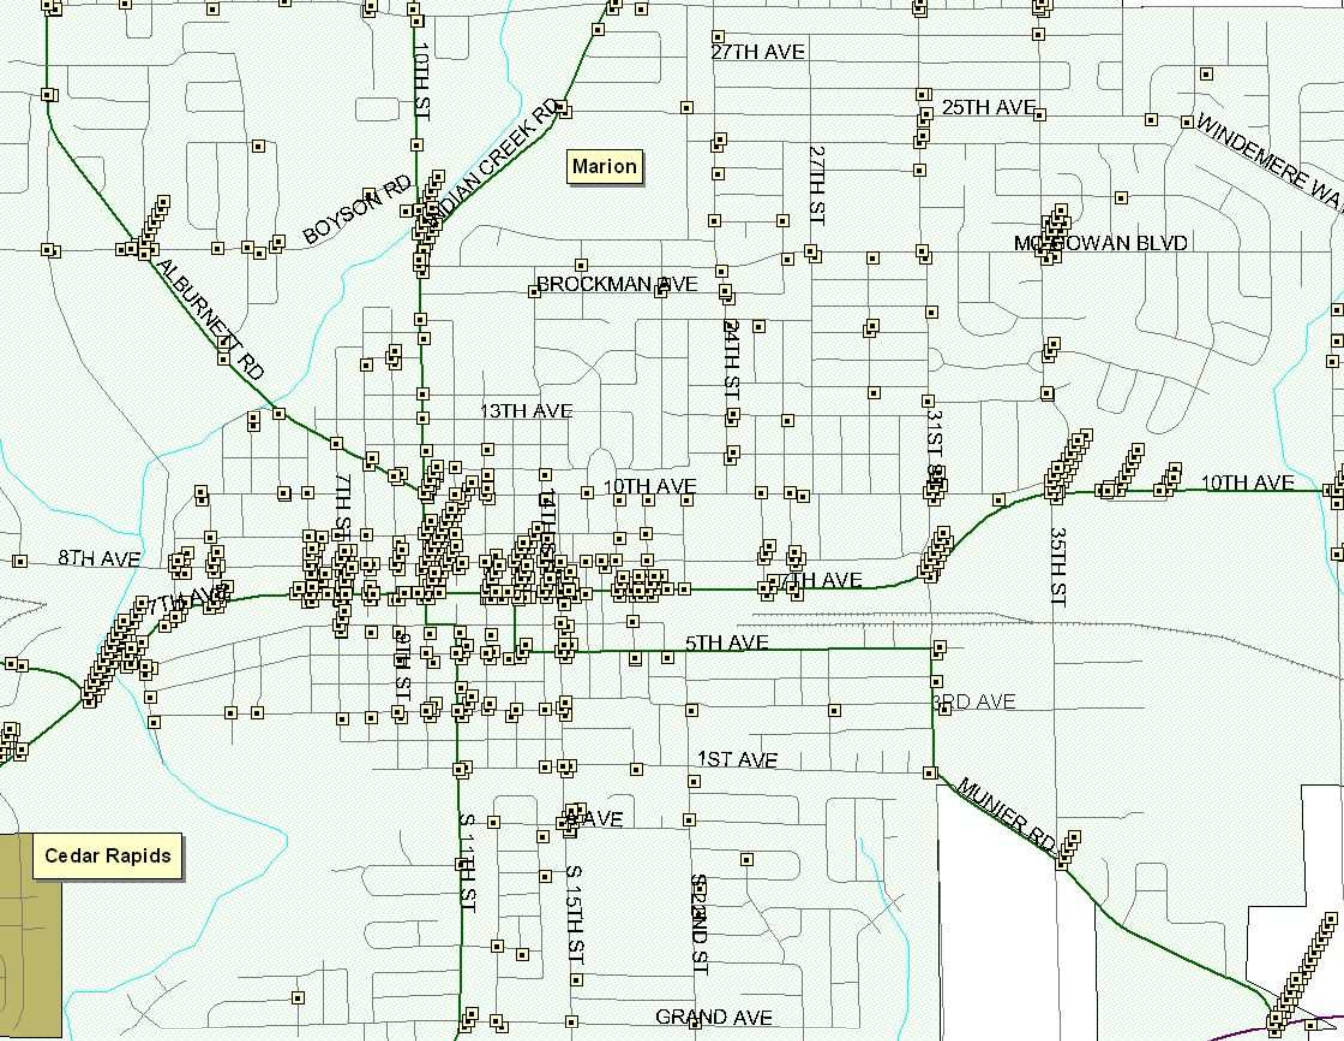 27TH AVE
10TH ST
25TH AVE
INDIAN CREEK RD
WINDEMERE WA
Marion
27TH ST
BOYSON RD
MCGOWAN BLVD
ALBURNETT RD
BROCKMAN AVE
24TH ST
13TH AVE
31ST ST
7TH ST
10TH AVE
10TH AVE
8TH AVE
35TH ST
7TH AVE
7TH AVE
5TH AVE
9TH ST
3RD AVE
1ST AVE
MUNIER RD
A AVE
Cedar Rapids
S 11TH ST
S 15TH ST
S 22ND ST
GRAND AVE